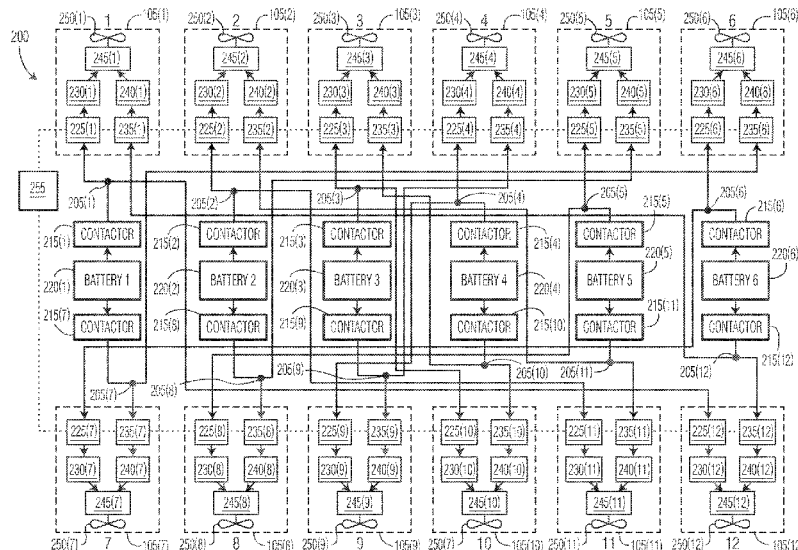 250(1) 105(1) 250(2) 105(2) 250(3) 105(3) 250(4) 105(4) 250(5) 105(5) 250(6) 105(6)
1 2 3 4 5 6
200
245(1) 245(2) 245(3) 245(4) 245(5) 245(6)
230(1) 240(1) 230(2) 240(2) 230(3) 240(3) 230(4) 240(4) 230(5) 240(5) 230(6) 240(6)
225(1) 235(1) 225(2) 235(2) 225(3) 235(3) 225(4) 235(4) 225(5) 235(5) 225(6) 235(6)
255
205(1) 205(2) 205(3) 205(4) 205(5) 205(6)
215(1) 215(2) 215(3) 215(4) 215(5) 215(6)
CONTACTOR CONTACTOR CONTACTOR CONTACTOR CONTACTOR CONTACTOR
BATTERY 1 BATTERY 2 BATTERY 3 BATTERY 4 BATTERY 5 BATTERY 6
220(1) 220(2) 220(3) 220(4) 220(5) 220(6)
CONTACTOR CONTACTOR CONTACTOR CONTACTOR CONTACTOR CONTACTOR
215(7) 215(8) 215(9) 215(10) 215(11) 215(12)
205(7) 205(8) 205(9) 205(10) 205(11) 205(12)
225(7) 235(7) 225(8) 235(8) 225(9) 235(9) 225(10) 235(10) 225(11) 235(11) 225(12) 235(12)
230(7) 240(7) 230(8) 240(8) 230(9) 240(9) 230(10) 240(10) 230(11) 240(11) 230(12) 240(12)
245(7) 245(8) 245(9) 245(10) 245(11) 245(12)
250(7) 7 105(7) 250(8) 8 105(8) 250(9) 9 105(9) 250(7) 10 105(10) 250(11) 11 105(11) 250(12) 12 105(12)